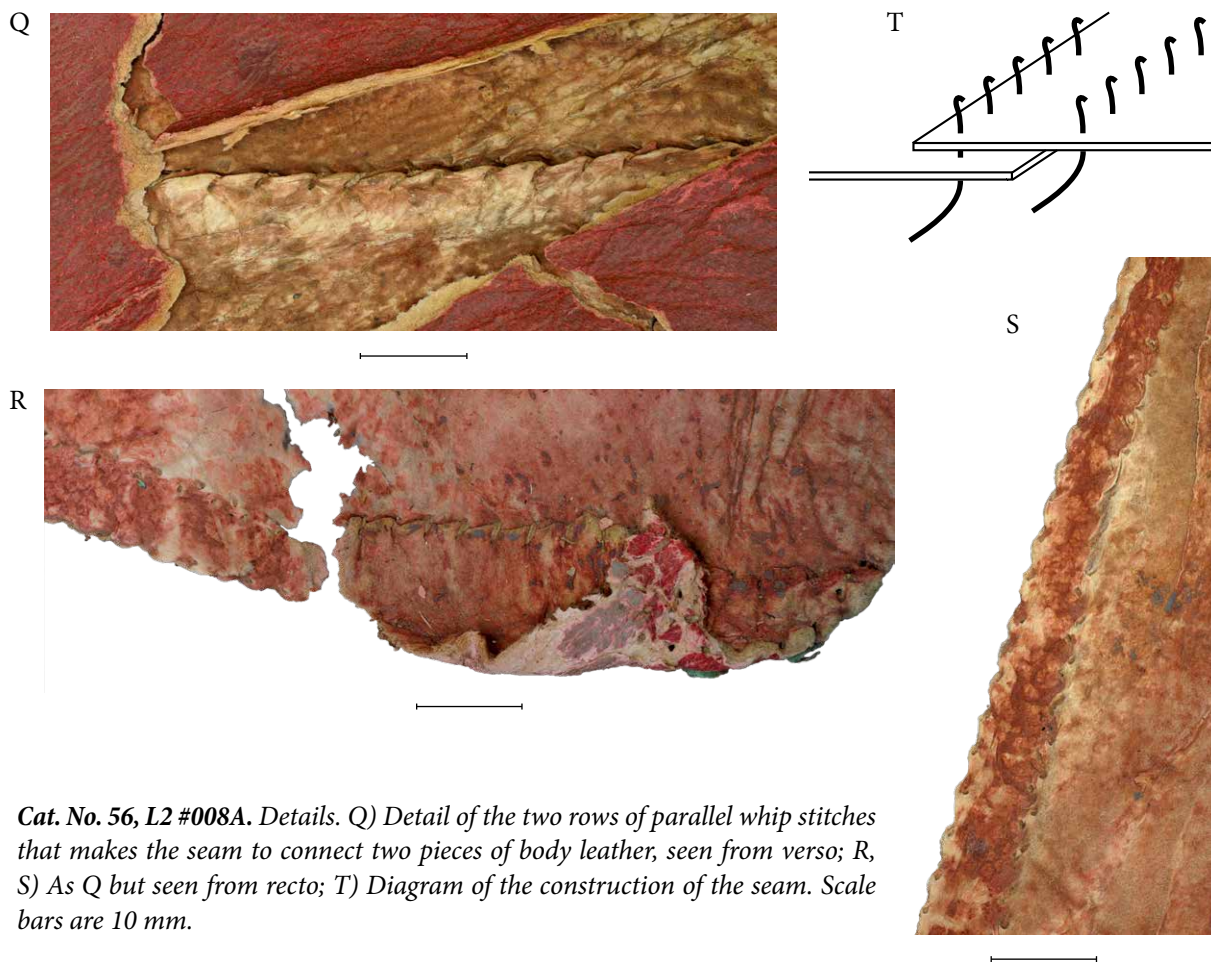 Q
T
S
R
Cat. No. 56, L2 #008A. Details. Q) Detail of the two rows of parallel whip stitches
that makes the seam to connect two pieces of body leather, seen from verso; R,
S) As Q but seen from recto; T) Diagram of the construction of the seam. Scale
bars are 10 mm.